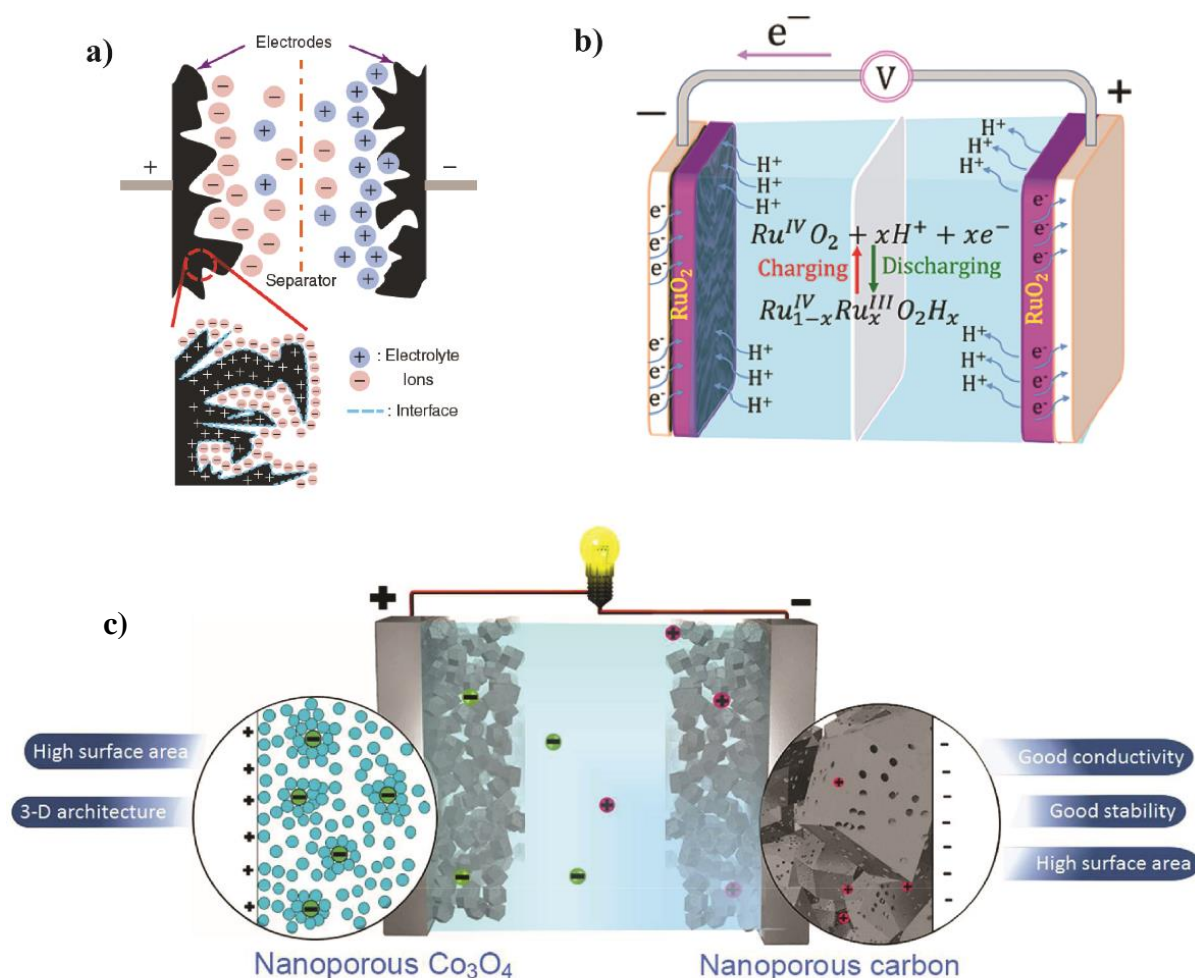 a)
Electrodes
+
−
Separator
+ : Electrolyte
− Ions
: Interface
b)
e⁻
V
−
+
H⁺
H⁺
H⁺
H⁺
H⁺
H⁺
e⁻
e⁻
e⁻
e⁻
e⁻
e⁻
RuO₂
Ru^{IV}O₂ + xH⁺ + xe⁻
Charging Discharging
Ru^{IV}_{1−x}Ru^{III}_{x}O₂H_x
H⁺
H⁺
H⁺
H⁺
H⁺
H⁺
e⁻
e⁻
e⁻
e⁻
e⁻
e⁻
RuO₂
c)
+
-
High surface area
3-D architecture
Good conductivity
Good stability
High surface area
Nanoporous Co₃O₄
Nanoporous carbon